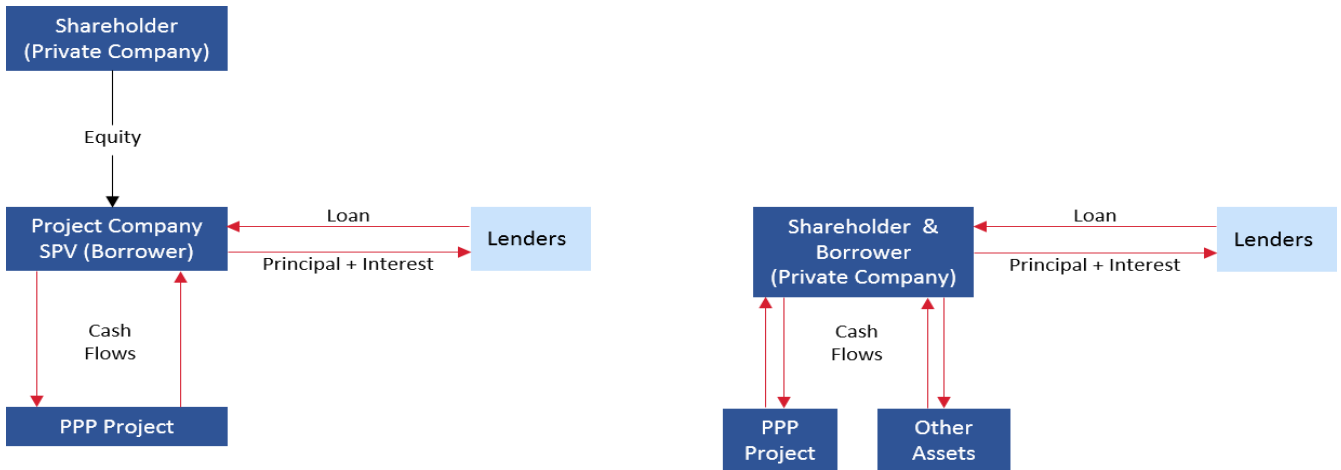 Shareholder
(Private Company)
Equity
Project Company
SPV (Borrower)
Loan
Principal + Interest
Lenders
Cash
Flows
PPP Project
Shareholder &
Borrower
(Private Company)
Loan
Principal + Interest
Lenders
Cash
Flows
PPP
Project
Other
Assets